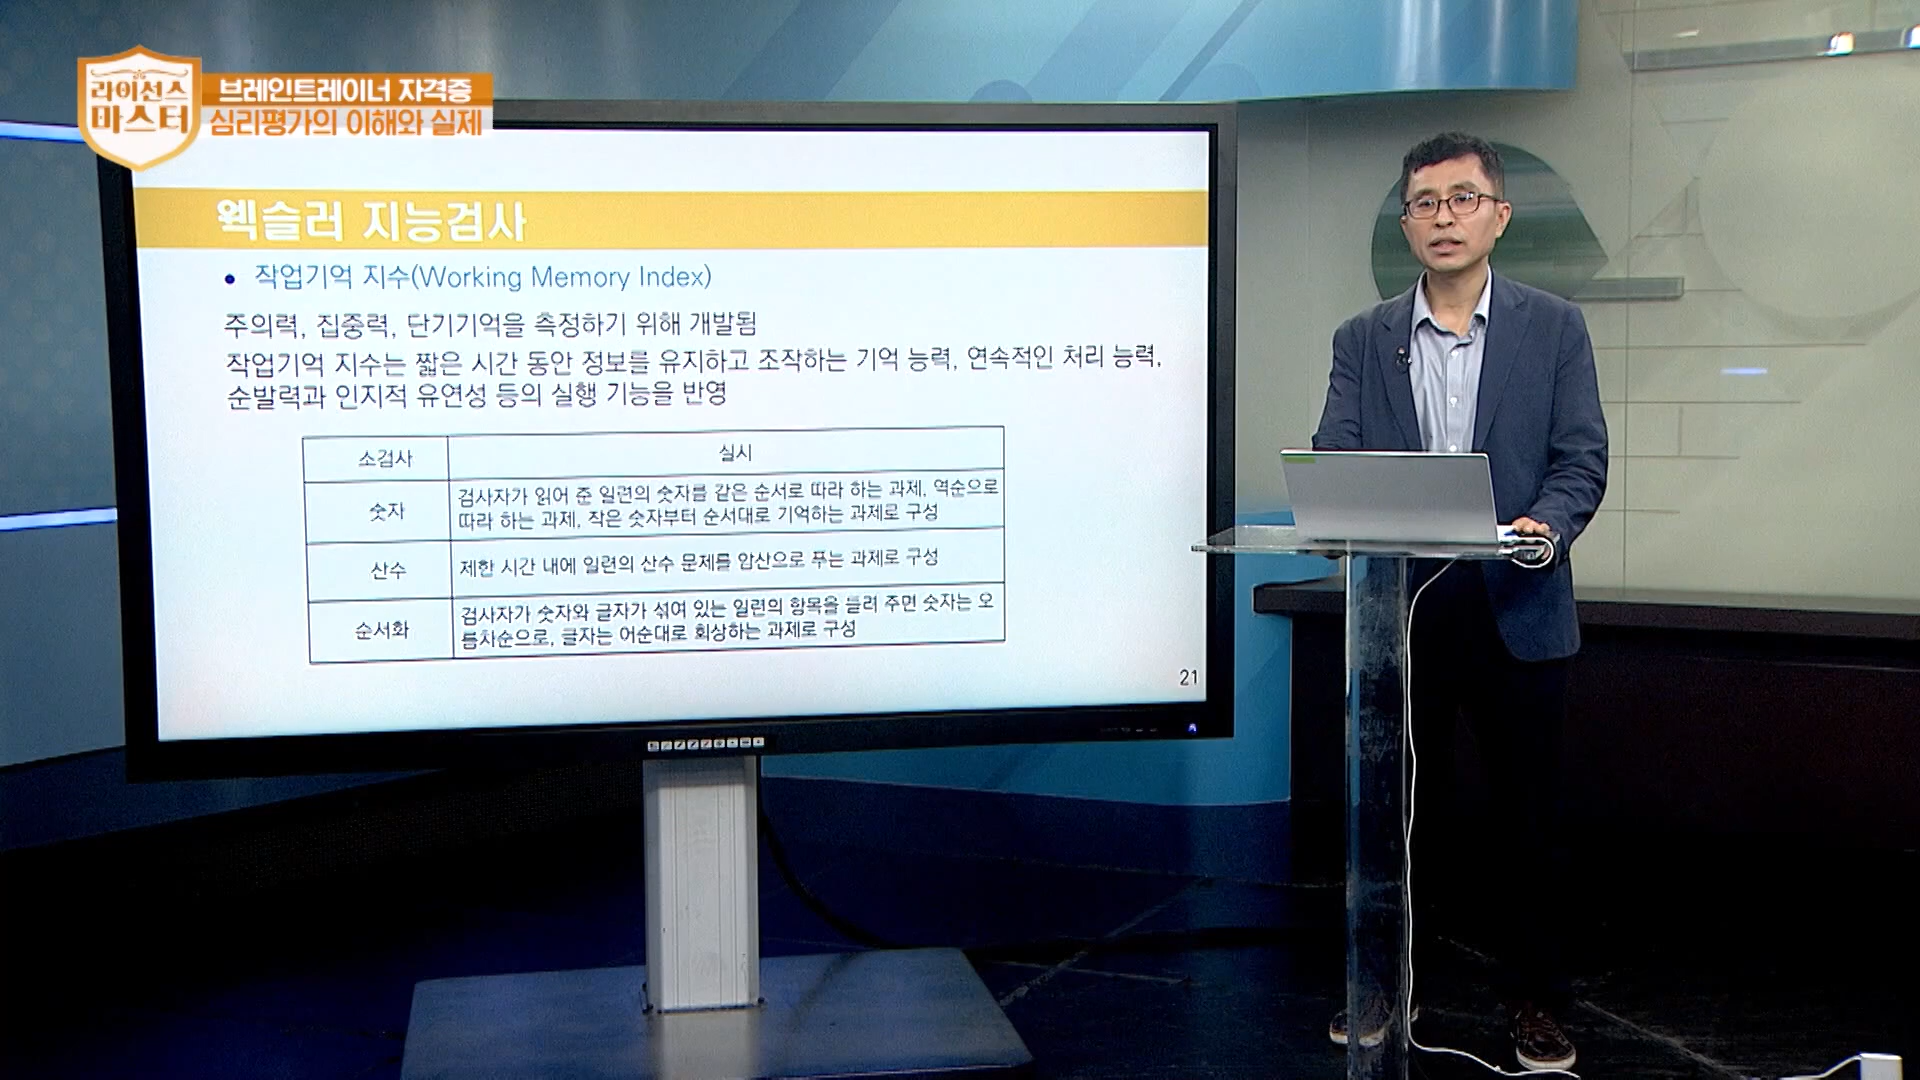 라이선스
마스터
브레인트레이너 자격증
심리평가의 이해와 실제
웩슬러 지능검사
• 작업기억 지수(Working Memory Index)
주의력, 집중력, 단기기억을 측정하기 위해 개발됨
작업기억 지수는 짧은 시간 동안 정보를 유지하고 조작하는 기억 능력, 연속적인 처리 능력,
순발력과 인지적 유연성 등의 실행 기능을 반영
소검사
실시
숫자
검사자가 읽어 준 일련의 숫자를 같은 순서로 따라 하는 과제, 역순으로
따라 하는 과제, 작은 숫자부터 순서대로 기억하는 과제로 구성
산수
제한 시간 내에 일련의 산수 문제를 암산으로 푸는 과제로 구성
순서화
검사자가 숫자와 글자가 섞여 있는 일련의 항목을 들려 주면 숫자는 오
름차순으로, 글자는 어순대로 회상하는 과제로 구성
21